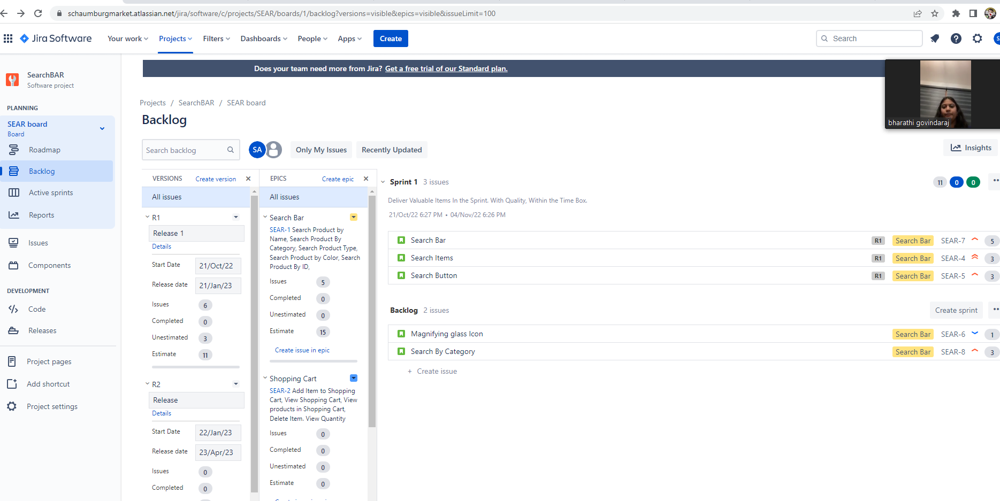 schaumburgmarket.atlassian.net/jira/software/c/projects/SEAR/boards/1/backlog?versions=visible&epics=visible&issueLimit=100
Jira Software
Your work
Projects
Filters
Dashboards
People
Apps
Create
Search
SearchBAR
Software project
PLANNING
SEAR board
Board
Roadmap
Backlog
Active sprints
Reports
Issues
Components
DEVELOPMENT
Code
Releases
Project pages
Add shortcut
Project settings
Does your team need more from Jira? Get a free trial of our Standard plan.
bharathi govindaraj
Projects / SearchBAR / SEAR board
Backlog
Search backlog
SA
Only My Issues
Recently Updated
Insights
VERSIONS
Create version
All issues
R1
Release 1
Details
Start Date 21/Oct/22
Release date 21/Jan/23
Issues 6
Completed 0
Unestimated 3
Estimate 11
R2
Release
Details
Start Date 22/Jan/23
Release date 23/Apr/23
Issues 0
Completed 0
EPICS
Create epic
All issues
Search Bar
SEAR-1 Search Product by
Name, Search Product By
Category, Search Product Type,
Search Product by Color, Search
Product By ID,
Issues 5
Completed 0
Unestimated 0
Estimate 15
Create issue in epic
Shopping Cart
SEAR-2 Add Item to Shopping
Cart, View Shopping Cart, View
products in Shopping Cart,
Delete Item. View Quantity
Issues 0
Completed 0
Unestimated 0
Estimate 0
Sprint 1 3 issues
11 0 0
Deliver Valuable Items In the Sprint. With Quality, Within the Time Box.
21/Oct/22 6:27 PM • 04/Nov/22 6:26 PM
Search Bar R1 Search Bar SEAR-7 5
Search Items R1 Search Bar SEAR-4 3
Search Button R1 Search Bar SEAR-5 3
Backlog 2 issues
Create sprint
Magnifying glass Icon Search Bar SEAR-6 1
Search By Category Search Bar SEAR-8 3
+ Create issue